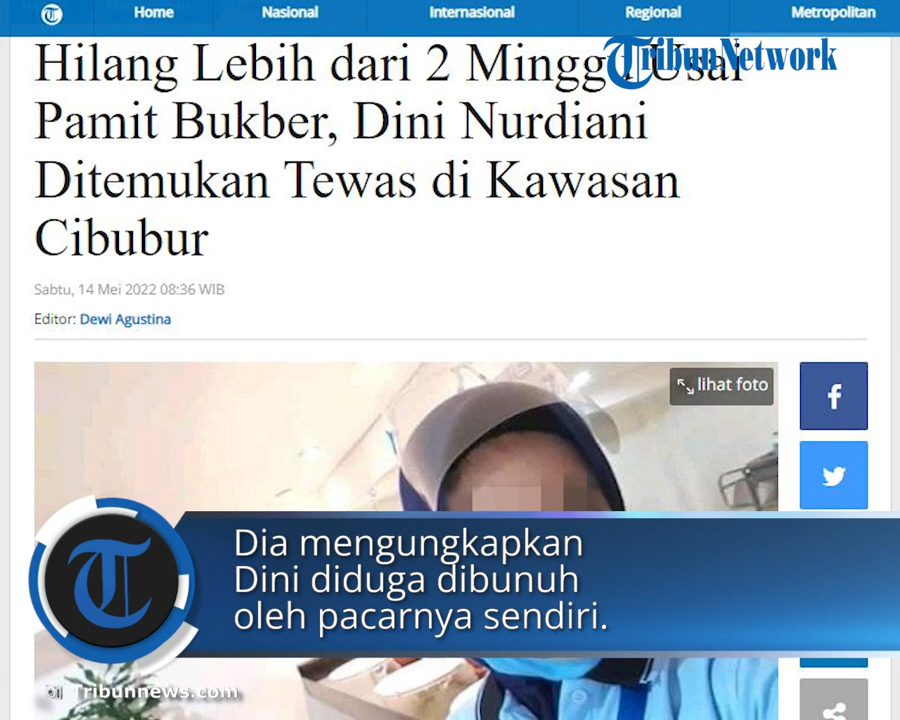 Home Nasional Internasional Regional Metropolitan
TribunNetwork
Hilang Lebih dari 2 Minggu Usai
Pamit Bukber, Dini Nurdiani
Ditemukan Tewas di Kawasan
Cibubur
Sabtu, 14 Mei 2022 08:36 WIB
Editor: Dewi Agustina
lihat foto
Dia mengungkapkan
Dini diduga dibunuh
oleh pacarnya sendiri.
Tribunnews.com